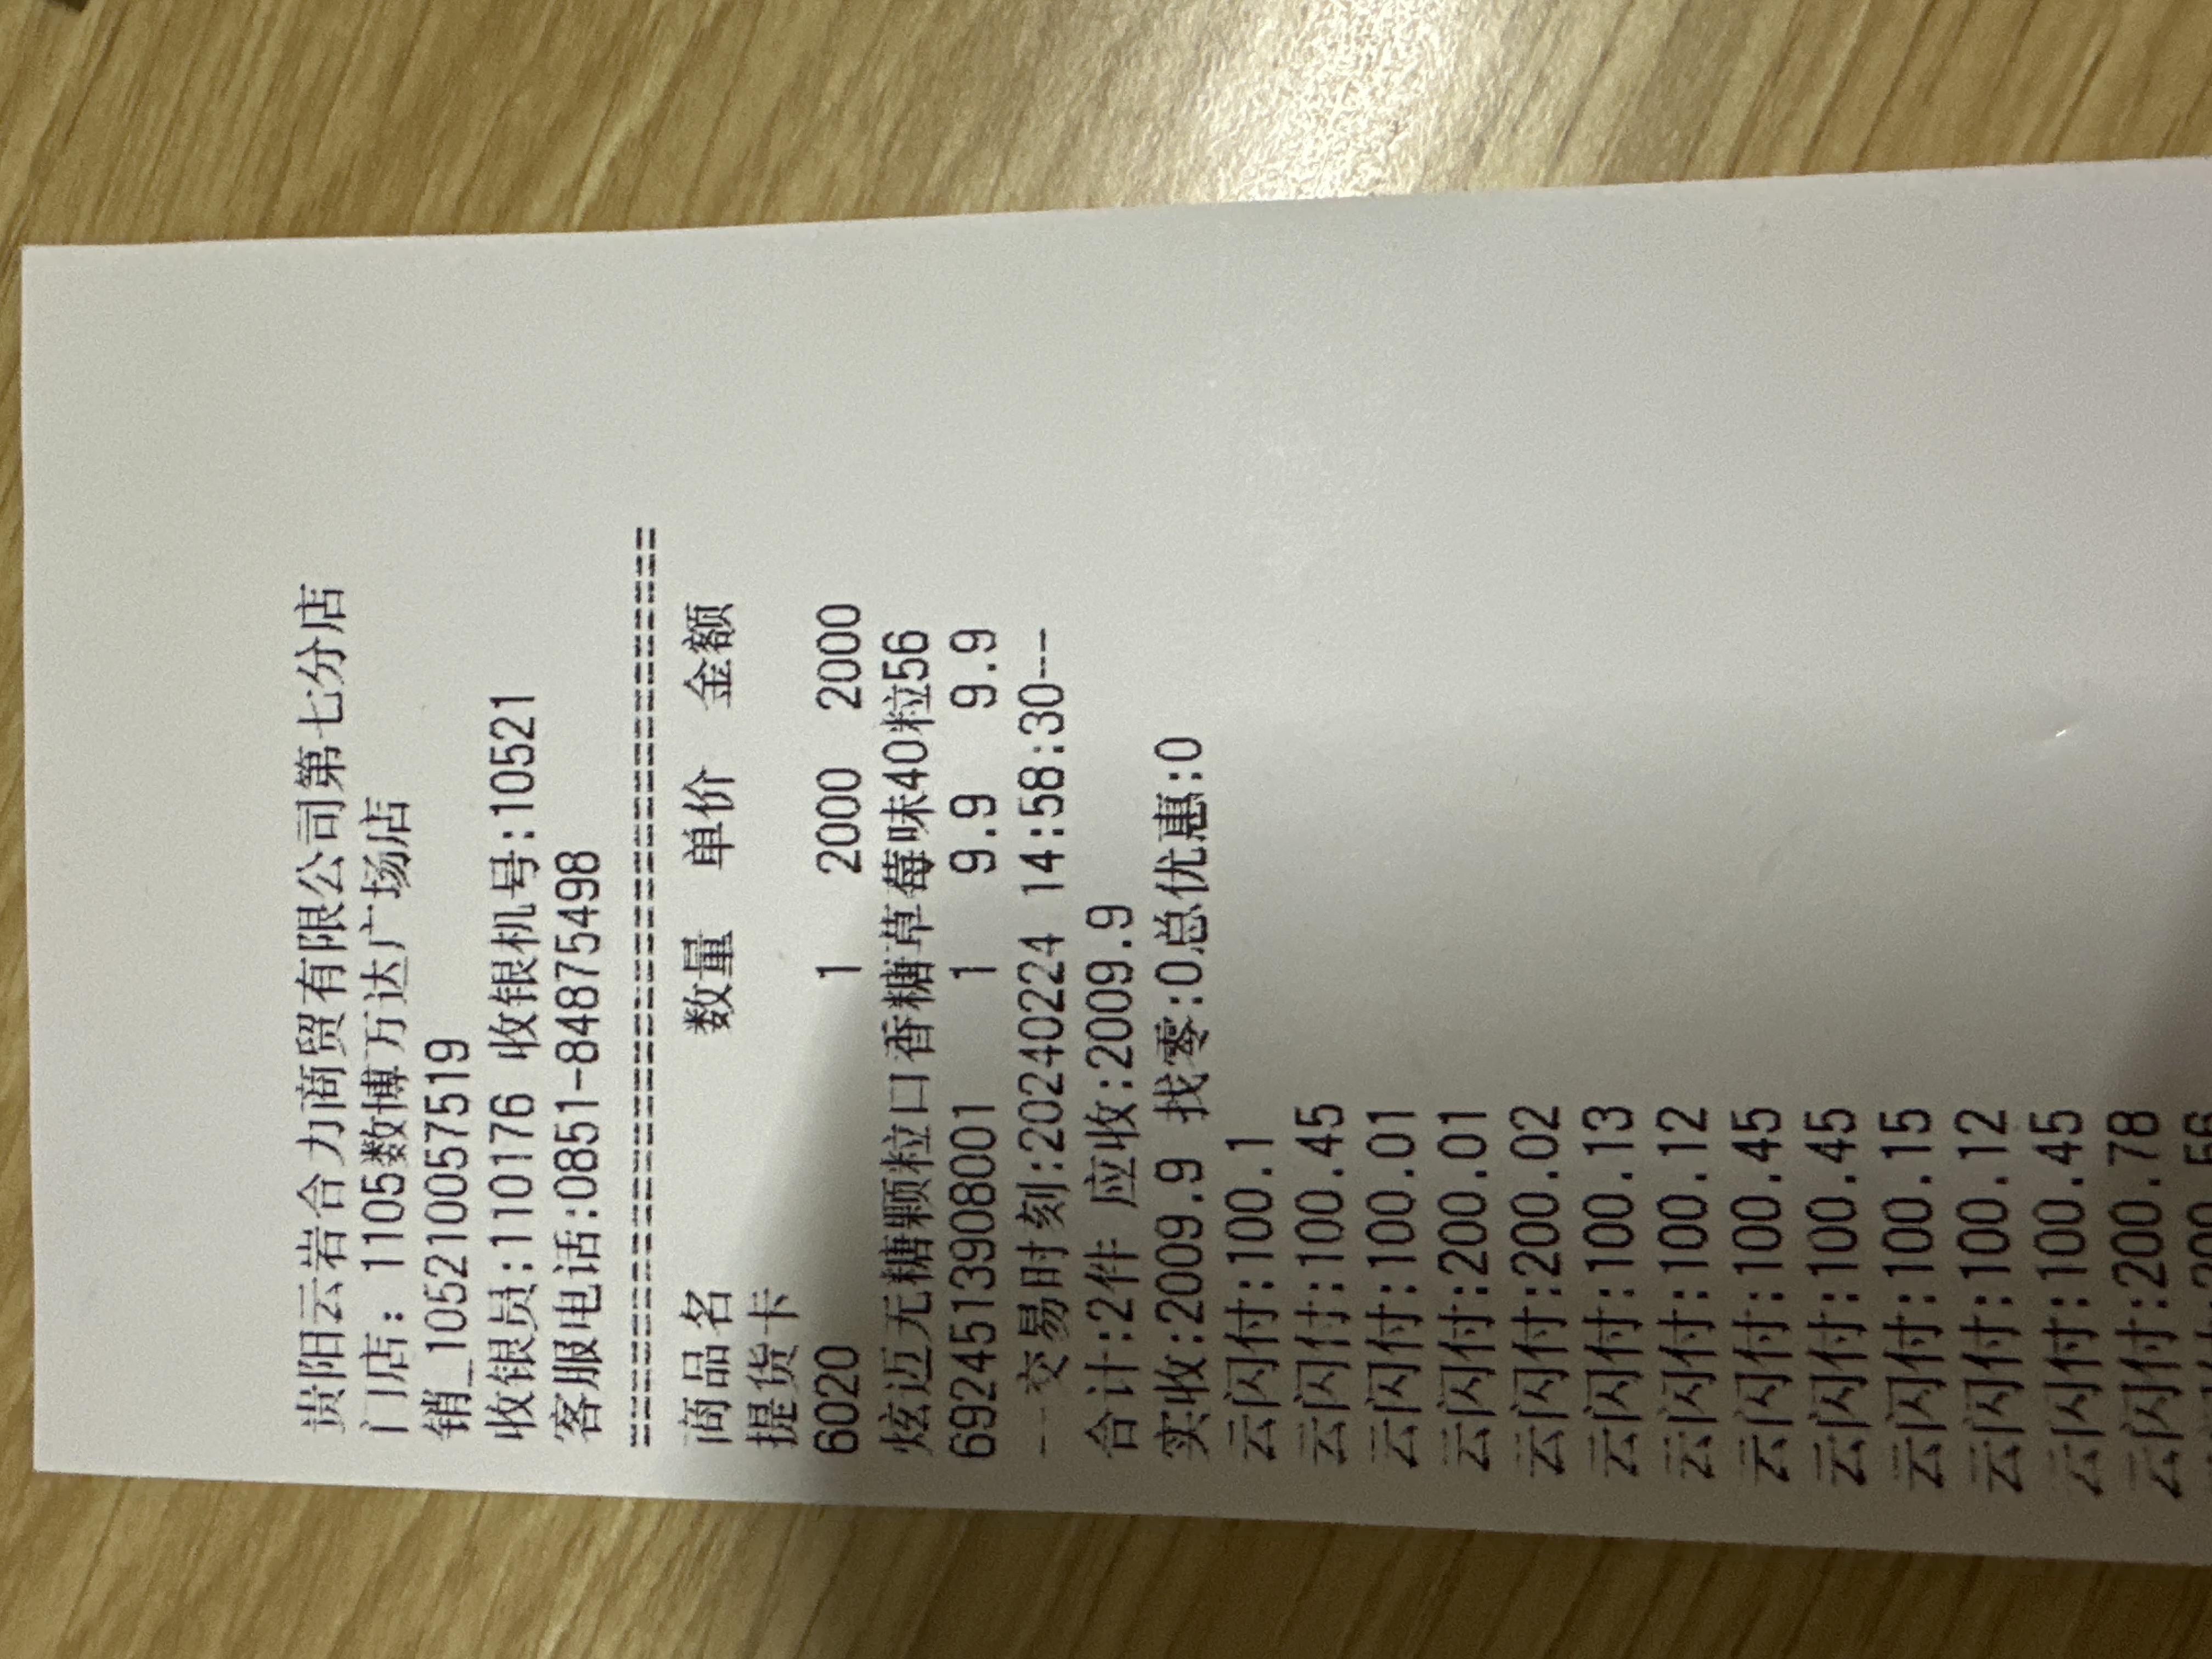 贵阳云岩合力商贸有限公司第七分店
门店: 1105数博万达广场店
销_105210057519
收银员:110176 收银机号:10521
客服电话:0851-84875498
================================
商品名 数量 单价 金额
提货卡
6020 1 2000 2000
炫迈无糖颗粒口香糖草莓味40粒56
6924513908001 1 9.9 9.9
--交易时刻:20240224 14:58:30--
合计:2件 应收:2009.9
实收:2009.9 找零:0总优惠:0
云闪付:100.1
云闪付:100.45
云闪付:100.01
云闪付:200.01
云闪付:200.02
云闪付:100.13
云闪付:100.12
云闪付:100.45
云闪付:100.45
云闪付:100.15
云闪付:100.12
云闪付:100.45
云闪付:200.78